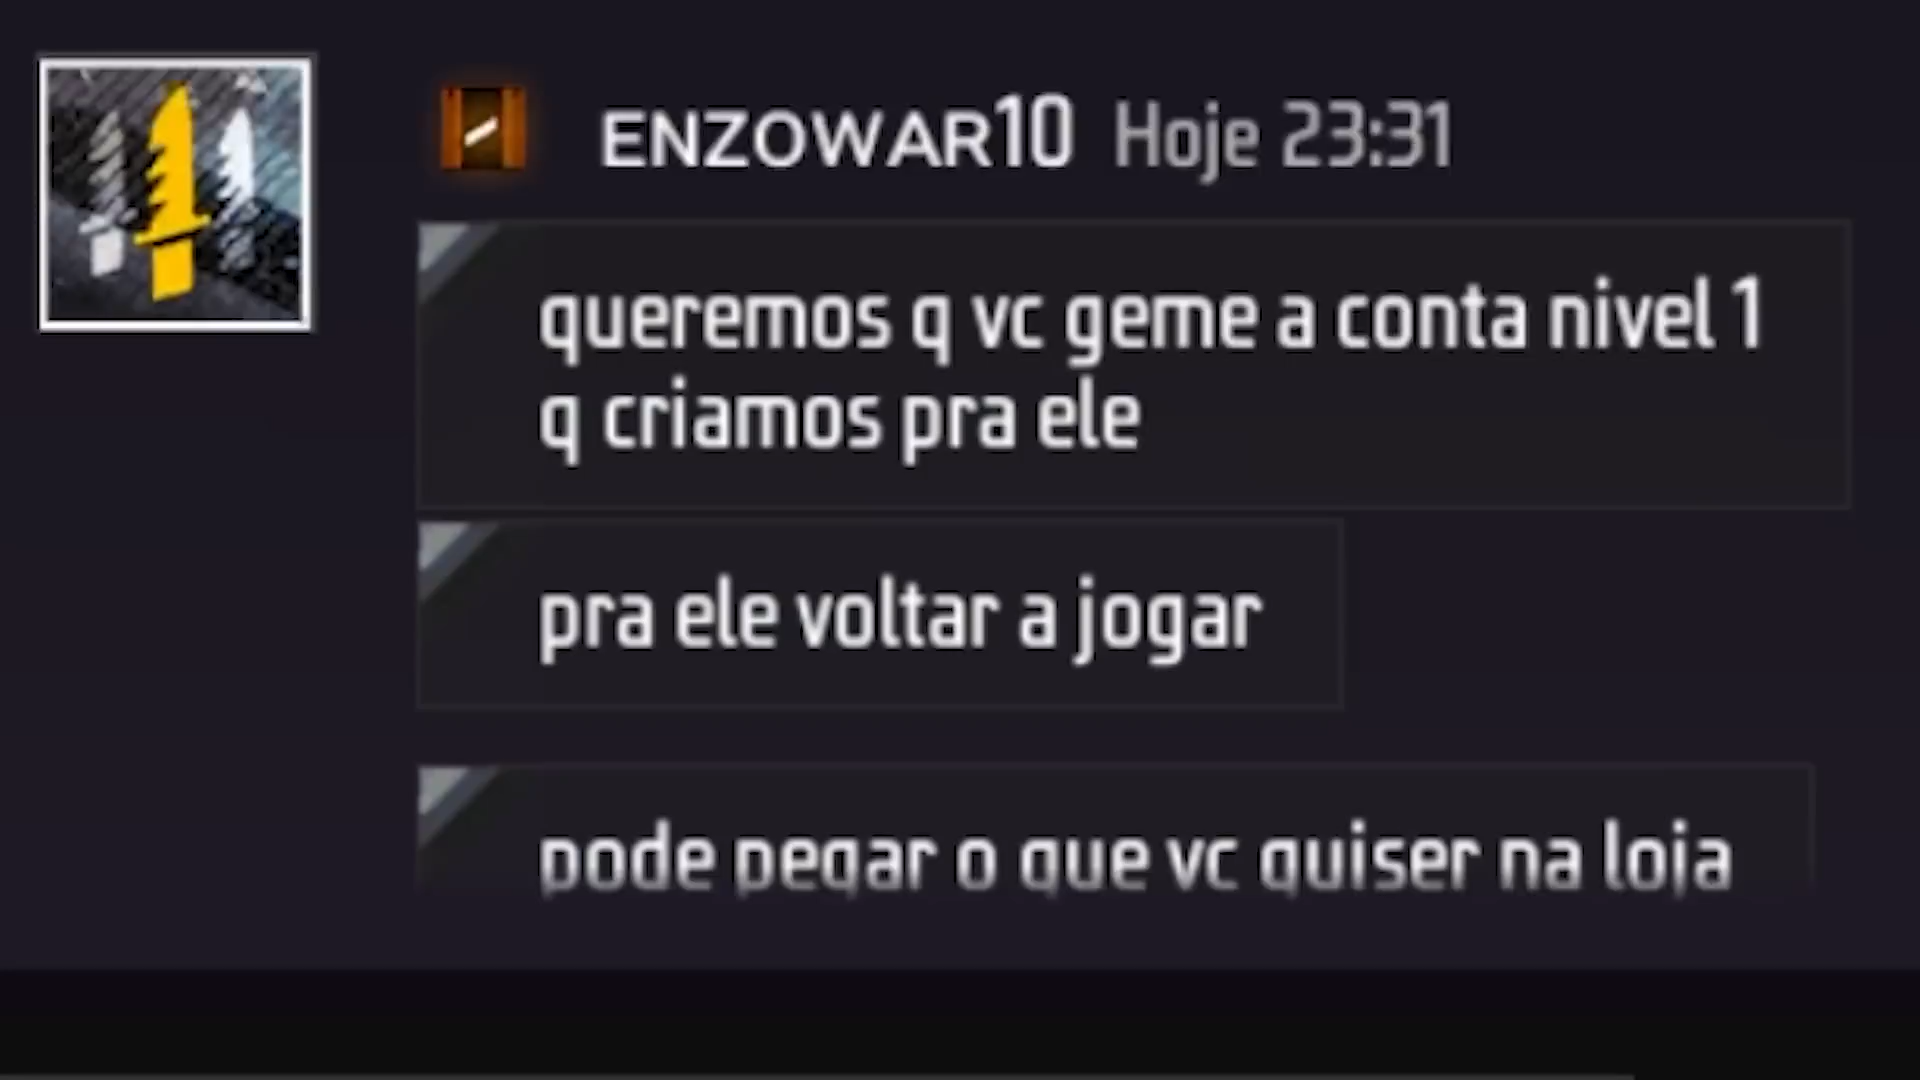 ENZOWAR10 Hoje 23:31
queremos q vc geme a conta nivel 1
q criamos pra ele
pra ele voltar a jogar
pode pegar o que vc quiser na loja